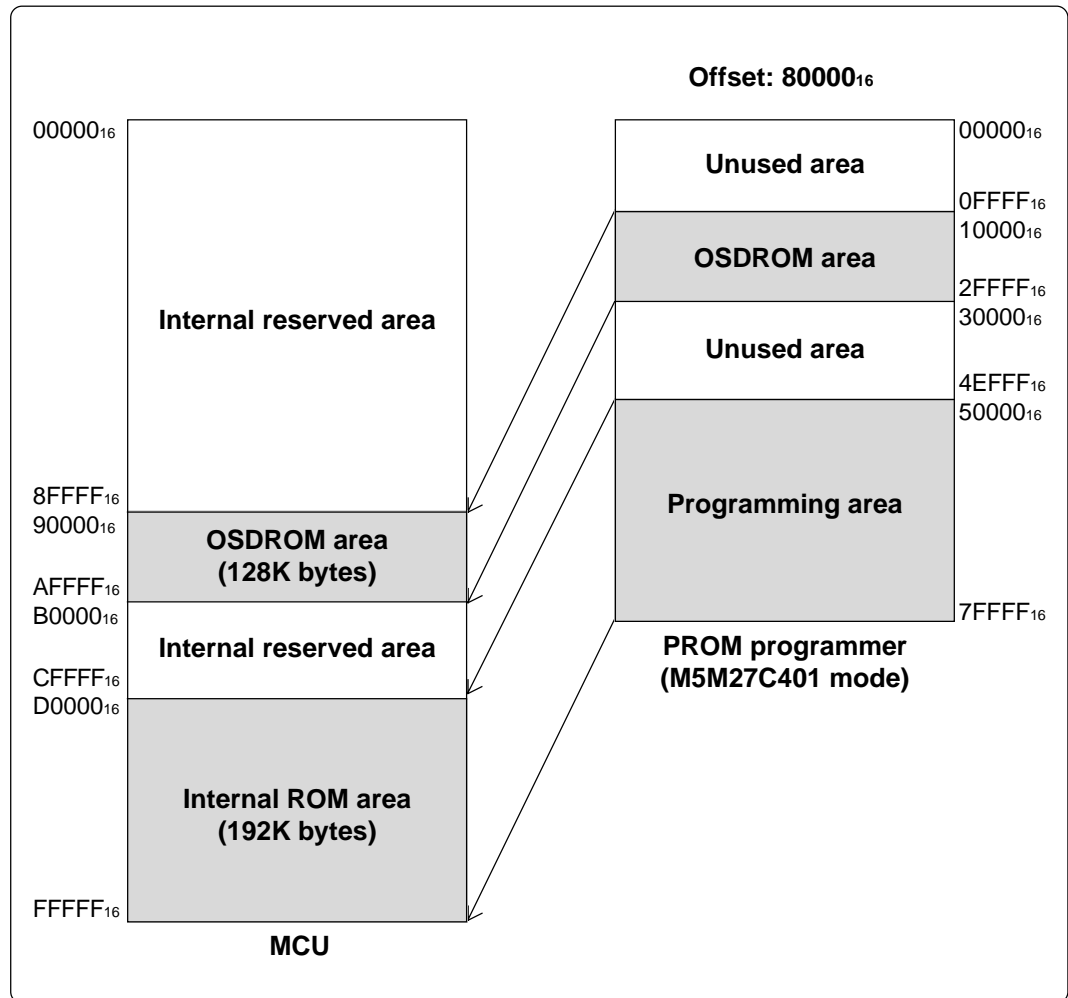 Offset: 80000₁₆
00000₁₆
Internal reserved area
8FFFF₁₆
90000₁₆
OSDROM area
(128K bytes)
AFFFF₁₆
B0000₁₆
Internal reserved area
CFFFF₁₆
D0000₁₆
Internal ROM area
(192K bytes)
FFFFF₁₆
MCU
00000₁₆
Unused area
0FFFF₁₆
10000₁₆
OSDROM area
2FFFF₁₆
30000₁₆
Unused area
4EFFF₁₆
50000₁₆
Programming area
7FFFF₁₆
PROM programmer
(M5M27C401 mode)